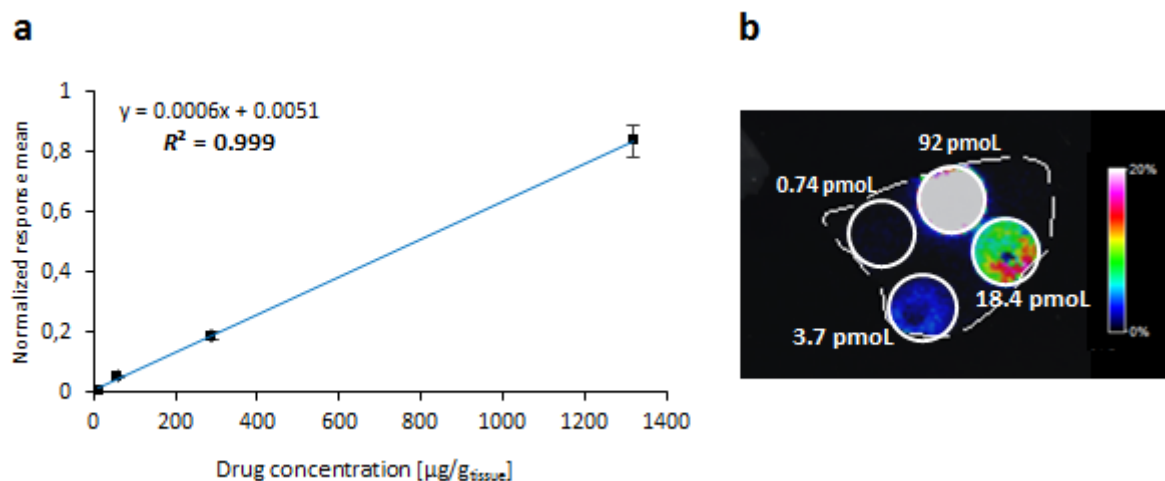 a
y = 0.0006x + 0.0051
R² = 0.999
Normalized response mean
1
0,8
0,6
0,4
0,2
0
0 200 400 600 800 1000 1200 1400
Drug concentration [µg/gtissue]
b
92 pmoL
0.74 pmoL
20%
18.4 pmoL
3.7 pmoL
0%